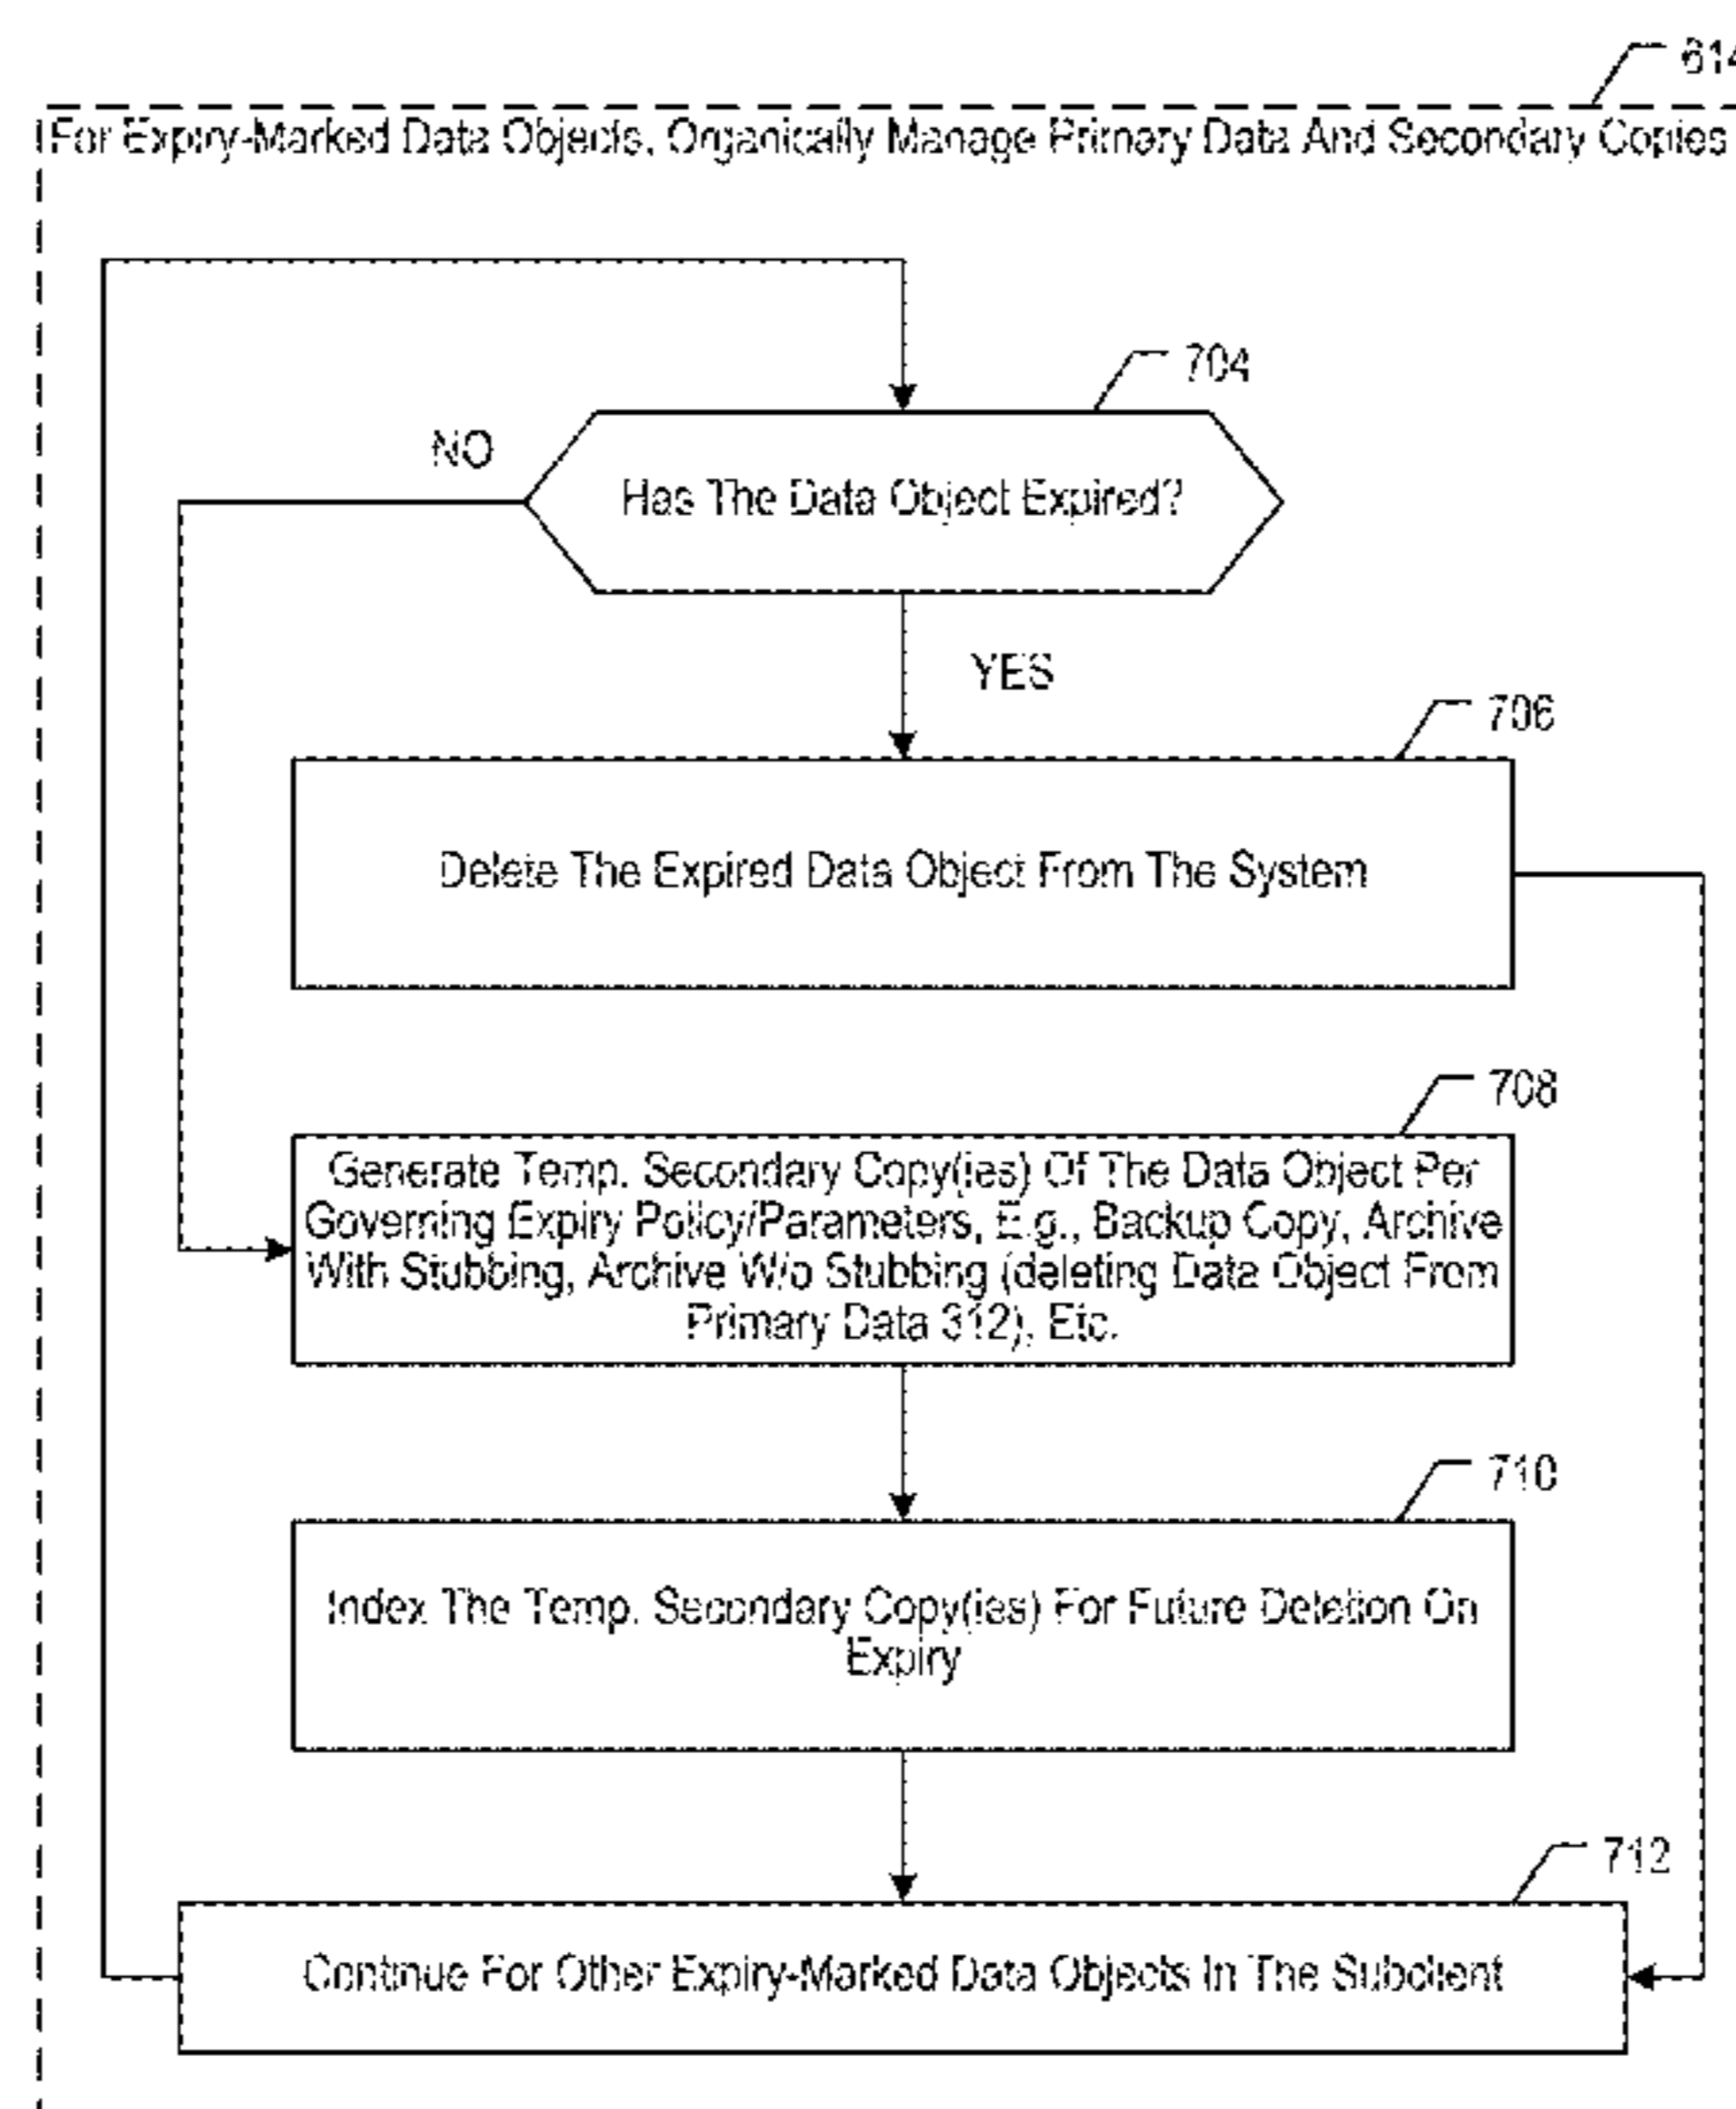 614
For Expiry-Marked Data Objects, Organically Manage Primary Data And Secondary Copies
704
NO
Has The Data Object Expired?
YES
706
Delete The Expired Data Object From The System
708
Generate Temp. Secondary Copy(ies) Of The Data Object Per
Governing Expiry Policy/Parameters, E.g., Backup Copy, Archive
With Stubbing, Archive W/o Stubbing (deleting Data Object From
Primary Data 312), Etc.
710
Index The Temp. Secondary Copy(ies) For Future Deletion On
Expiry
712
Continue For Other Expiry-Marked Data Objects In The Subclient